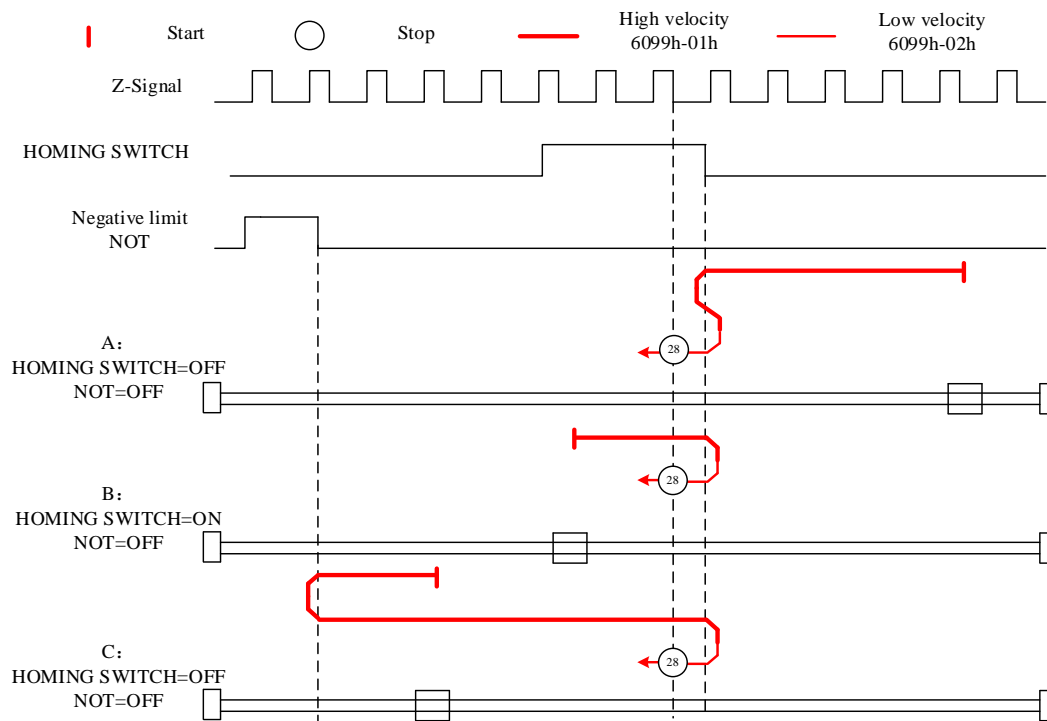 Start
Stop
High velocity
6099h-01h
Low velocity
6099h-02h
Z-Signal
HOMING SWITCH
Negative limit
NOT
A：
HOMING SWITCH=OFF
NOT=OFF
28
B：
HOMING SWITCH=ON
NOT=OFF
28
C：
HOMING SWITCH=OFF
NOT=OFF
28